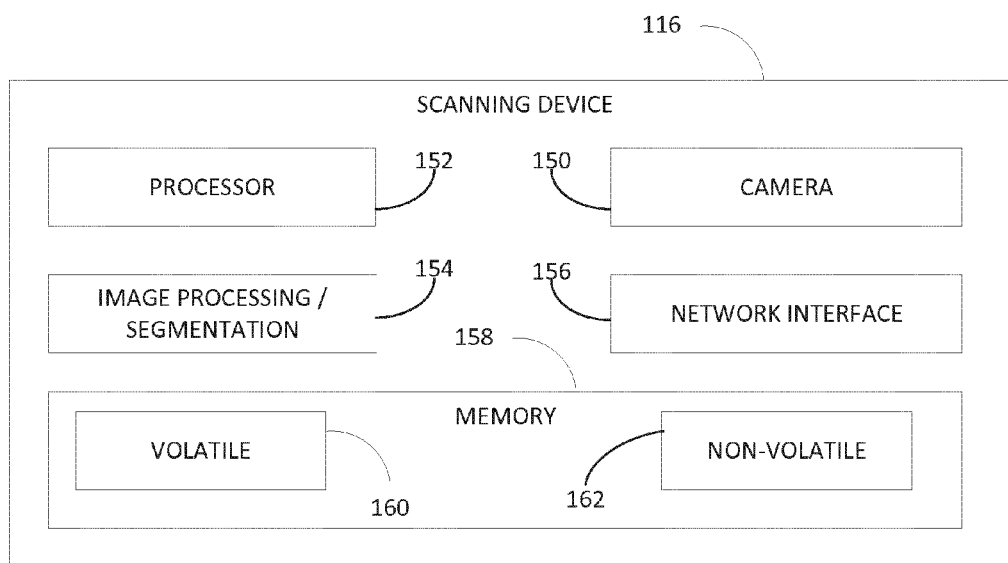 116
SCANNING DEVICE
152
150
PROCESSOR
CAMERA
154
156
IMAGE PROCESSING /
SEGMENTATION
NETWORK INTERFACE
158
MEMORY
VOLATILE
NON-VOLATILE
160
162